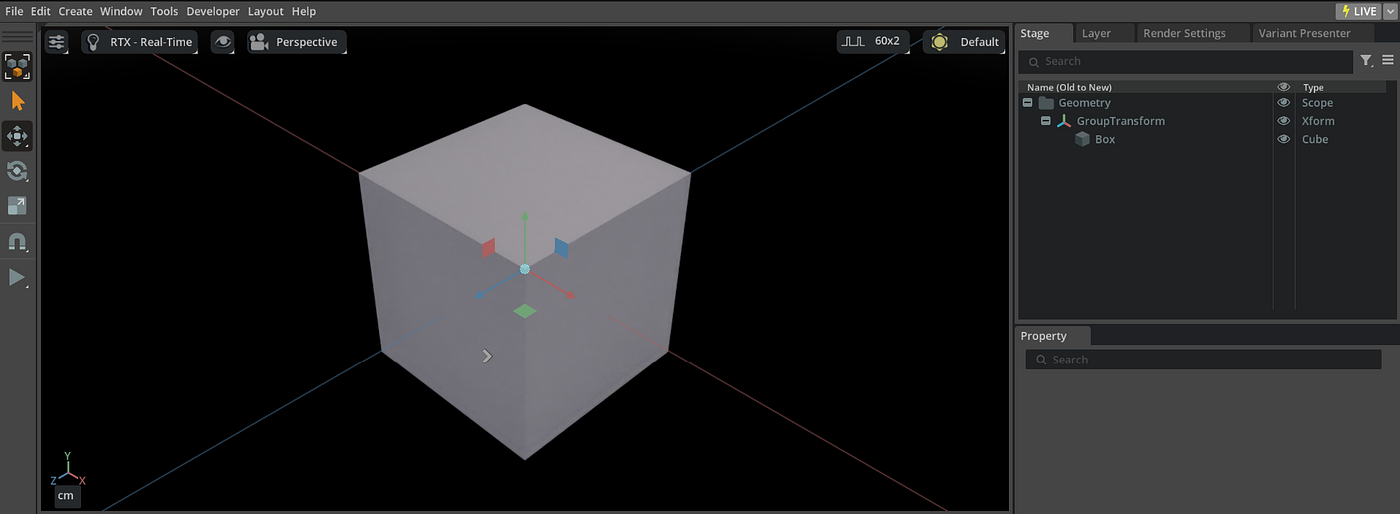 File Edit Create Window Tools Developer Layout Help
LIVE
RTX - Real-Time
Perspective
60x2
Default
Y
Z X
cm
Stage Layer Render Settings Variant Presenter
Search
Name (Old to New) Type
Geometry Scope
GroupTransform Xform
Box Cube
Property
Search